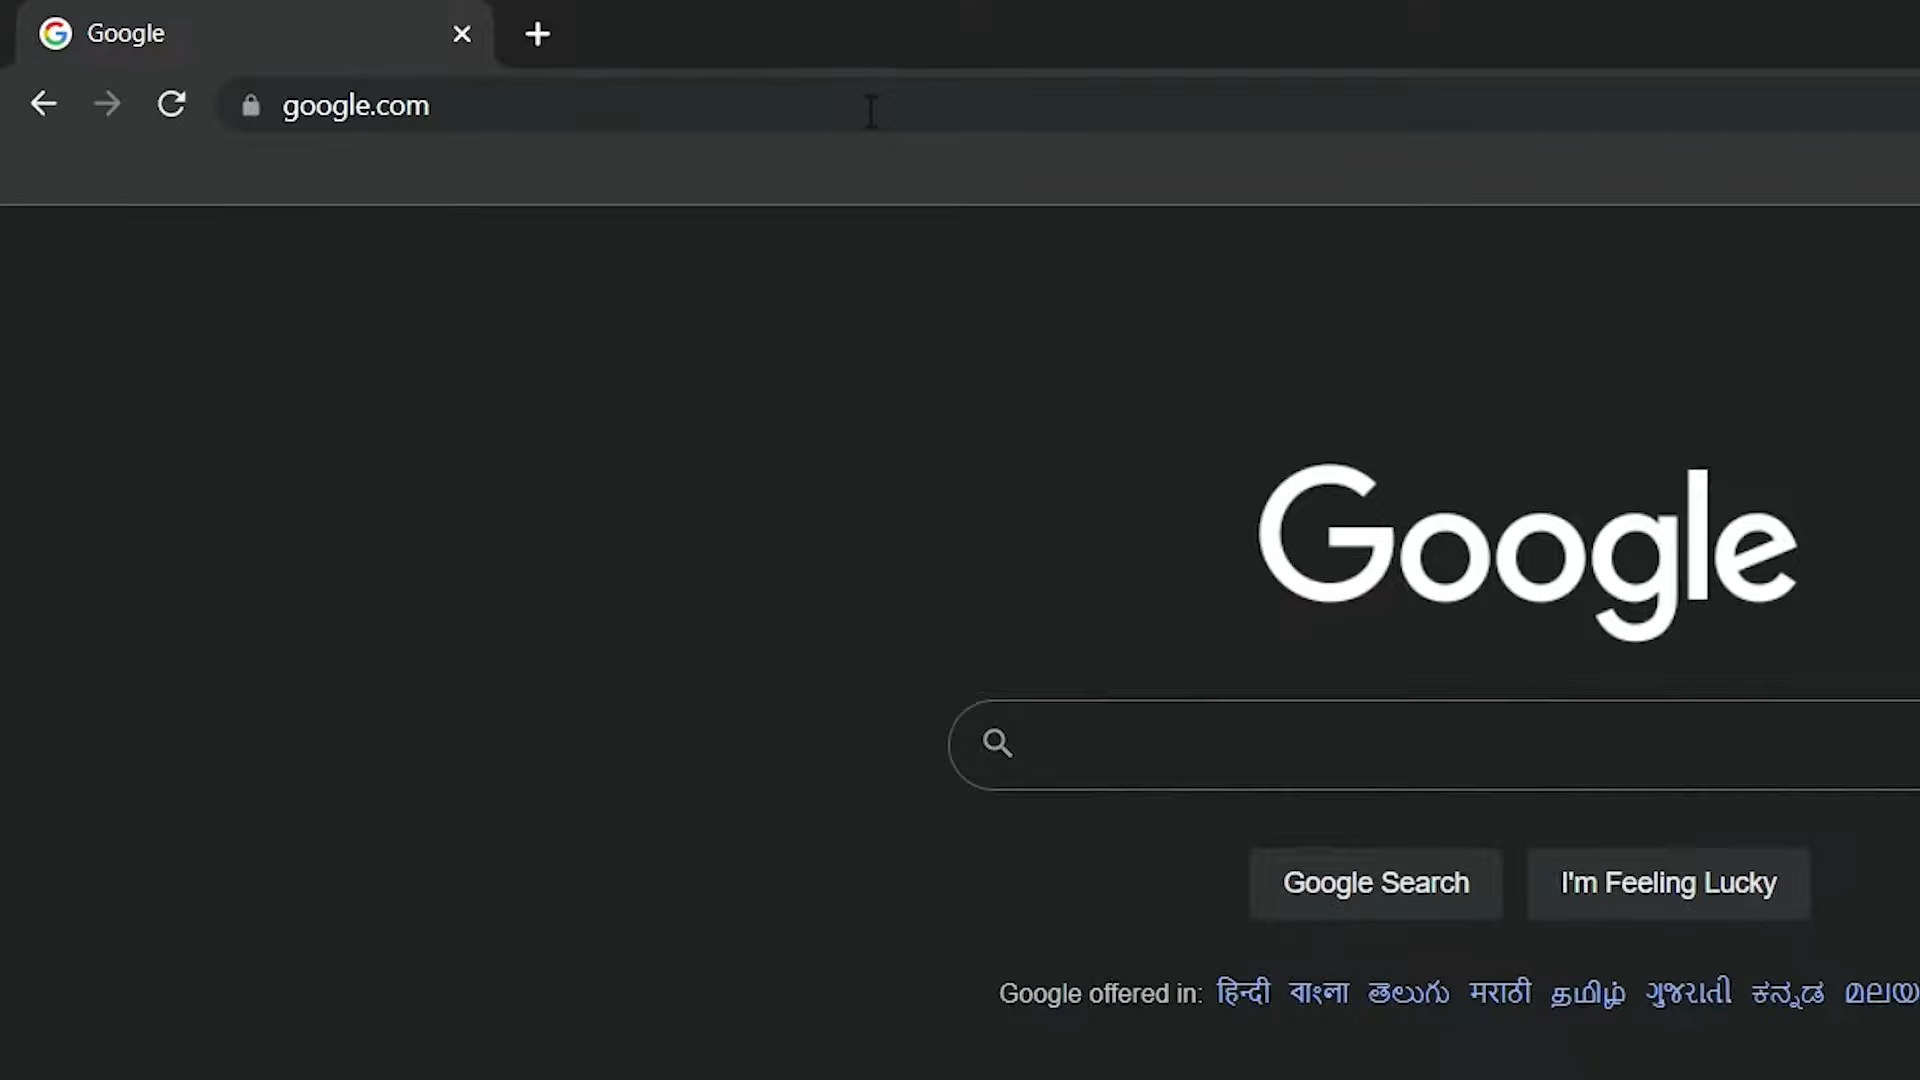 Google
google.com
Google
Google Search
I'm Feeling Lucky
Google offered in: हिन्दी বাংলা తెలుగు मराठी தமிழ் ગુજરાતી ಕನ್ನಡ